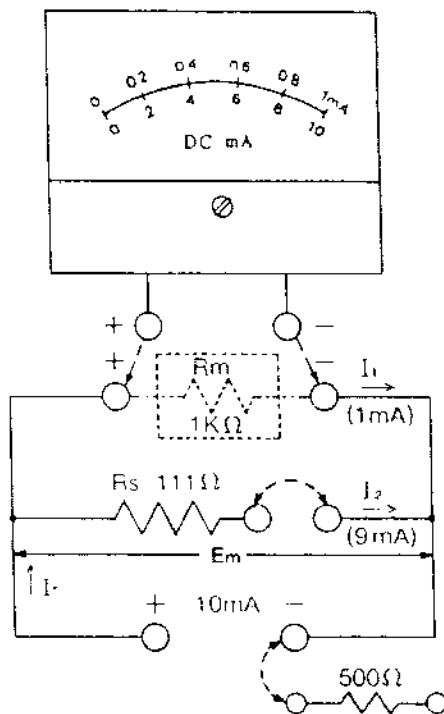 0 0.2 0.4 0.6 0.8 1mA
0 2 4 6 8 10
DC mA
+ −
+ −
Rm I₁
1KΩ (1mA)
Rs 111Ω I₂
(9mA)
Em
+ 10mA −
500Ω